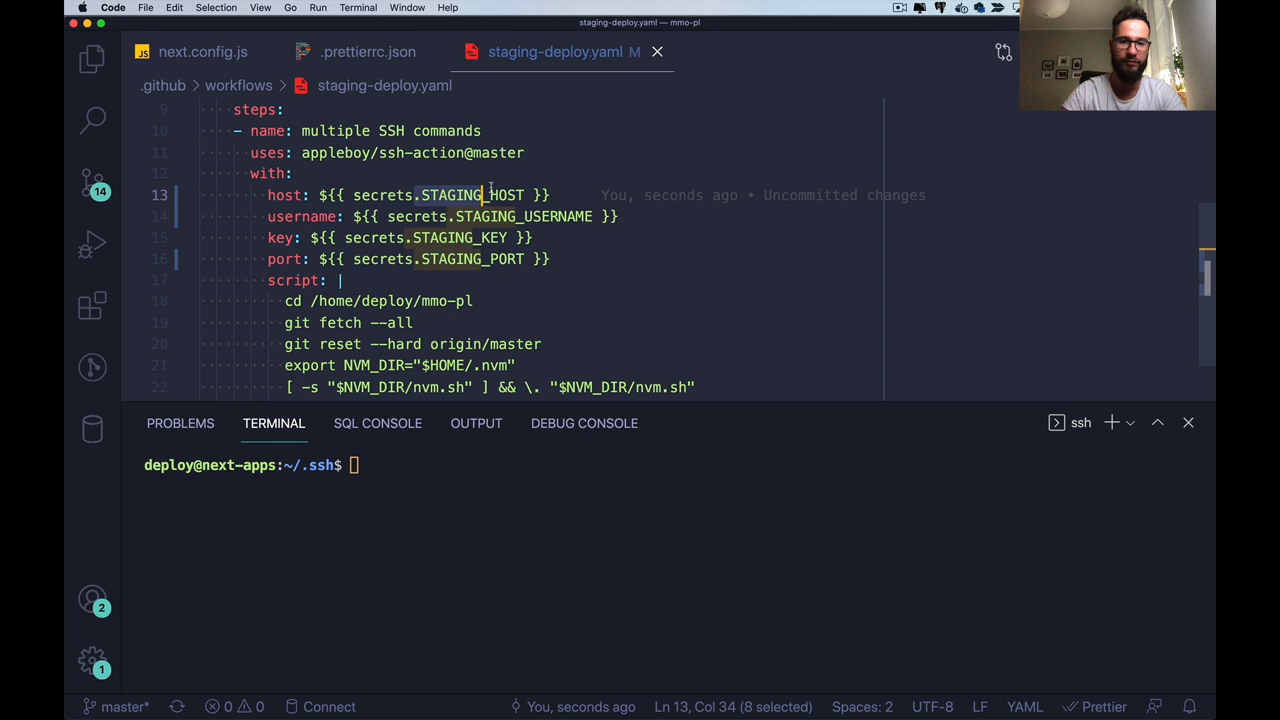 Code File Edit Selection View Go Run Terminal Window Help
staging-deploy.yaml — mmo-pl
JS next.config.js .prettierrc.json staging-deploy.yaml M
.github > workflows > staging-deploy.yaml
9 steps:
10 - name: multiple SSH commands
11 uses: appleboy/ssh-action@master
12 with:
13 host: ${{ secrets.STAGING_HOST }} You, seconds ago • Uncommitted changes
14 username: ${{ secrets.STAGING_USERNAME }}
15 key: ${{ secrets.STAGING_KEY }}
16 port: ${{ secrets.STAGING_PORT }}
17 script: |
18 cd /home/deploy/mmo-pl
19 git fetch --all
20 git reset --hard origin/master
21 export NVM_DIR="$HOME/.nvm"
22 [ -s "$NVM_DIR/nvm.sh" ] && \. "$NVM_DIR/nvm.sh"
14
PROBLEMS TERMINAL SQL CONSOLE OUTPUT DEBUG CONSOLE ssh
deploy@next-apps:~/.ssh$
2
1
master* 0 0 Connect You, seconds ago Ln 13, Col 34 (8 selected) Spaces: 2 UTF-8 LF YAML Prettier